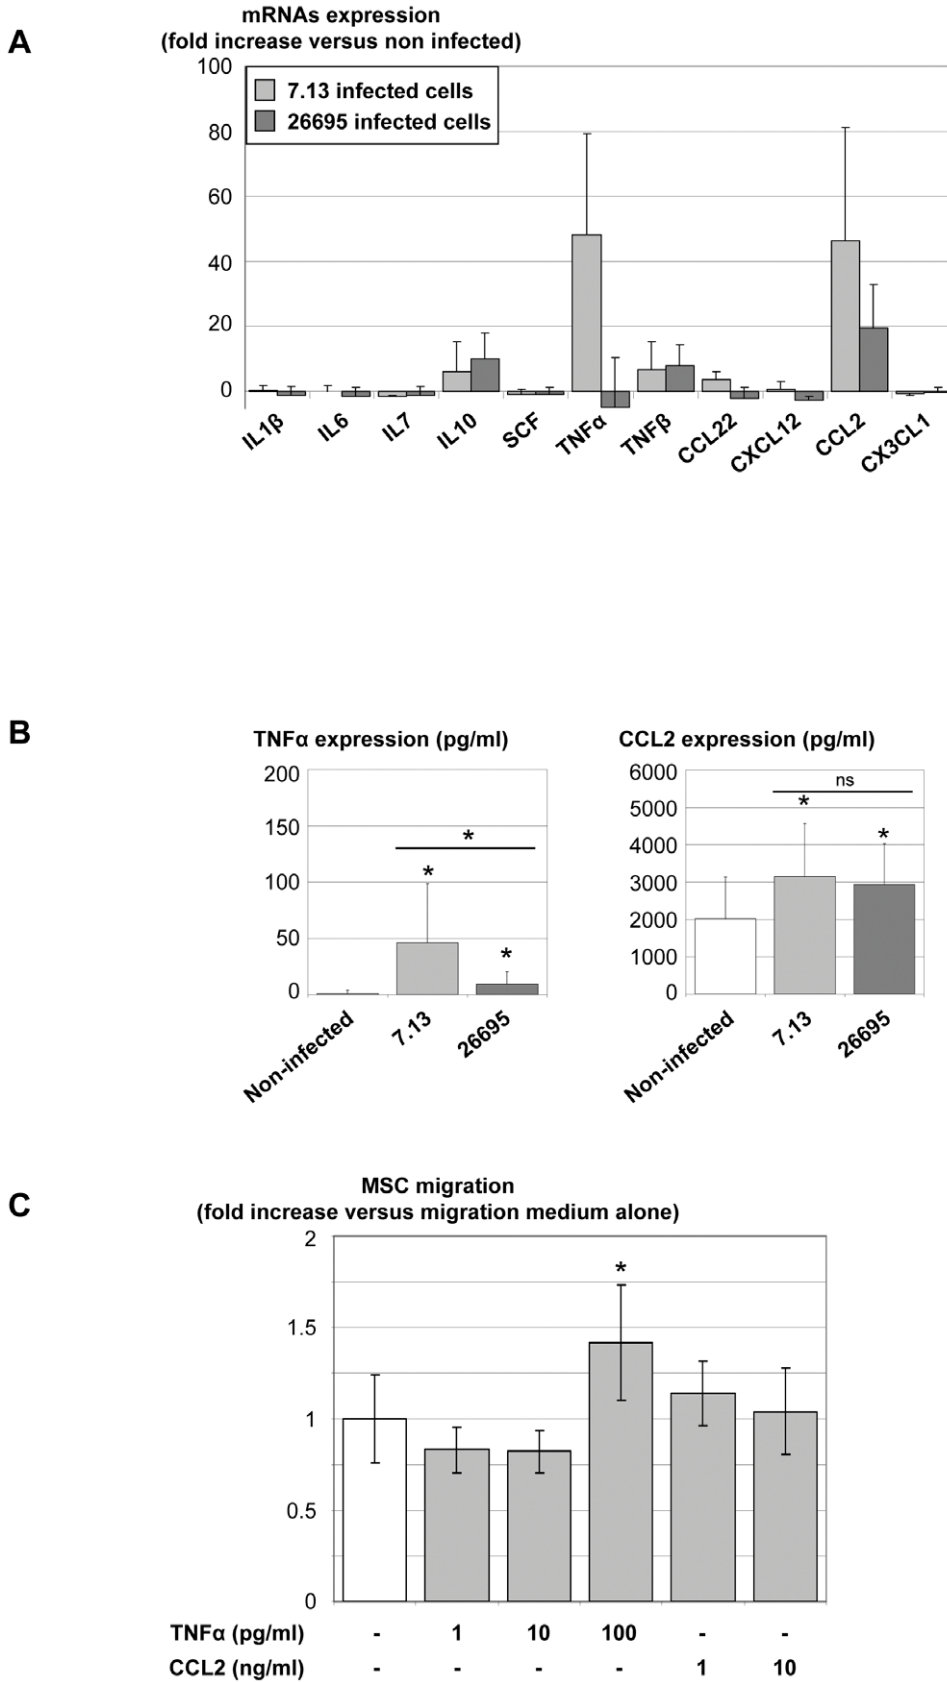 A
mRNAs expression
(fold increase versus non infected)
100
80
60
40
20
0
7.13 infected cells
26695 infected cells
IL1β IL6 IL7 IL10 SCF TNFα TNFβ CCL22 CXCL12 CCL2 CX3CL1
B
TNFα expression (pg/ml)
200
150
100
50
0
*
*
*
Non-infected 7.13 26695
CCL2 expression (pg/ml)
6000
5000
4000
3000
2000
1000
0
ns
*
*
Non-infected 7.13 26695
C
MSC migration
(fold increase versus migration medium alone)
2
1.5
1
0.5
0
*
TNFα (pg/ml) - 1 10 100 - -
CCL2 (ng/ml) - - - - 1 10